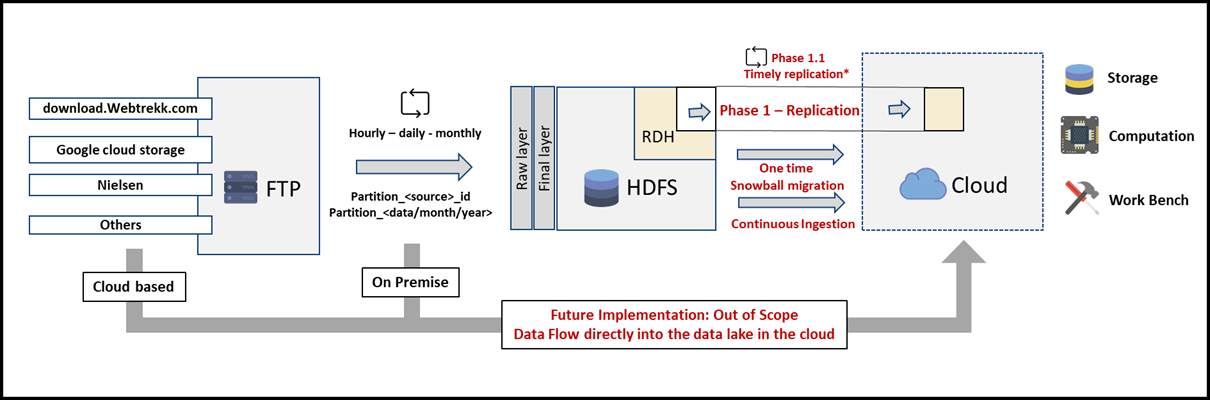 download.Webtrekk.com
Google cloud storage
Nielsen
Others
FTP
Cloud based
Hourly – daily - monthly
Partition_<source>_id
Partition_<data/month/year>
On Premise
Raw layer
Final layer
RDH
HDFS
Phase 1.1
Timely replication*
Phase 1 – Replication
One time
Snowball migration
Continuous Ingestion
Cloud
Storage
Computation
Work Bench
Future Implementation: Out of Scope
Data Flow directly into the data lake in the cloud